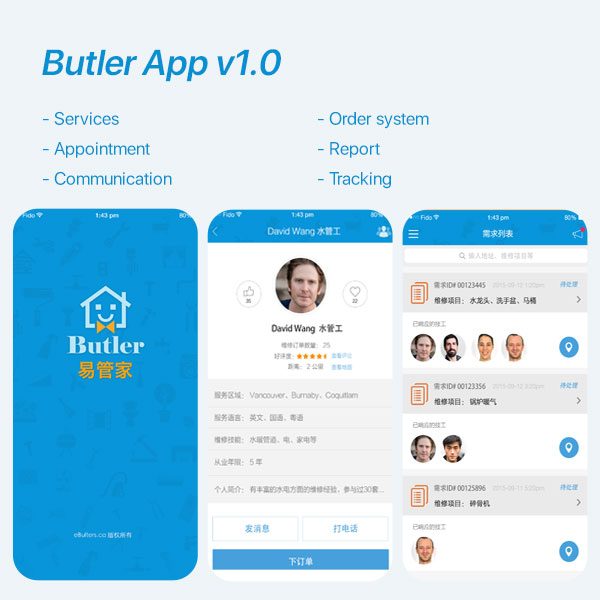 Butler App v1.0
- Services
- Appointment
- Communication
- Order system
- Report
- Tracking
Fido 1:43 pm 80%
Butler
易管家
eButlers.co 版权所有
Fido 1:43 pm 80%
David Wang 水管工
35
22
David Wang 水管工
维修订单数量: 25
好评度: 查看评论
距离: 2 公里 查看地图
服务区域: Vancouver、Burnaby、Coquitlam
服务语言: 英文、国语、粤语
维修技能: 水暖管道、电、家电等
从业年限: 5 年
个人简介: 有丰富的水电方面的维修经验，参与过30套...
发消息
打电话
下订单
Fido 1:43 pm 80%
需求列表
输入地址、维修项目等
需求ID# 00123445 2015-09-12 1:20pm 待处理
维修项目: 水龙头、洗手盆、马桶
已响应的技工
需求ID# 00123356 2015-09-12 3:20pm 待处理
维修项目: 锅炉暖气
已响应的技工
需求ID# 00125896 2015-09-11 5:20pm 待处理
维修项目: 碎骨机
已响应的技工